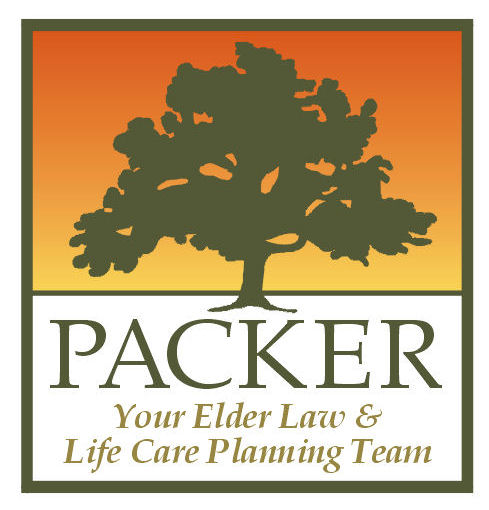 PACKER
Your Elder Law &
Life Care Planning Team